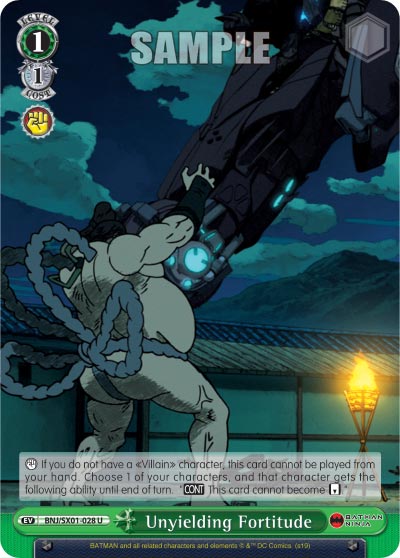 LEVEL
1
SAMPLE
1
COST
If you do not have a «Villain» character, this card cannot be played from
your hand. Choose 1 of your characters, and that character gets the
following ability until end of turn. "CONT This card cannot become ."
EV BNJ/SX01-028 U Unyielding Fortitude BATMAN NINJA
BATMAN and all related characters and elements © & ™ DC Comics. (s19)